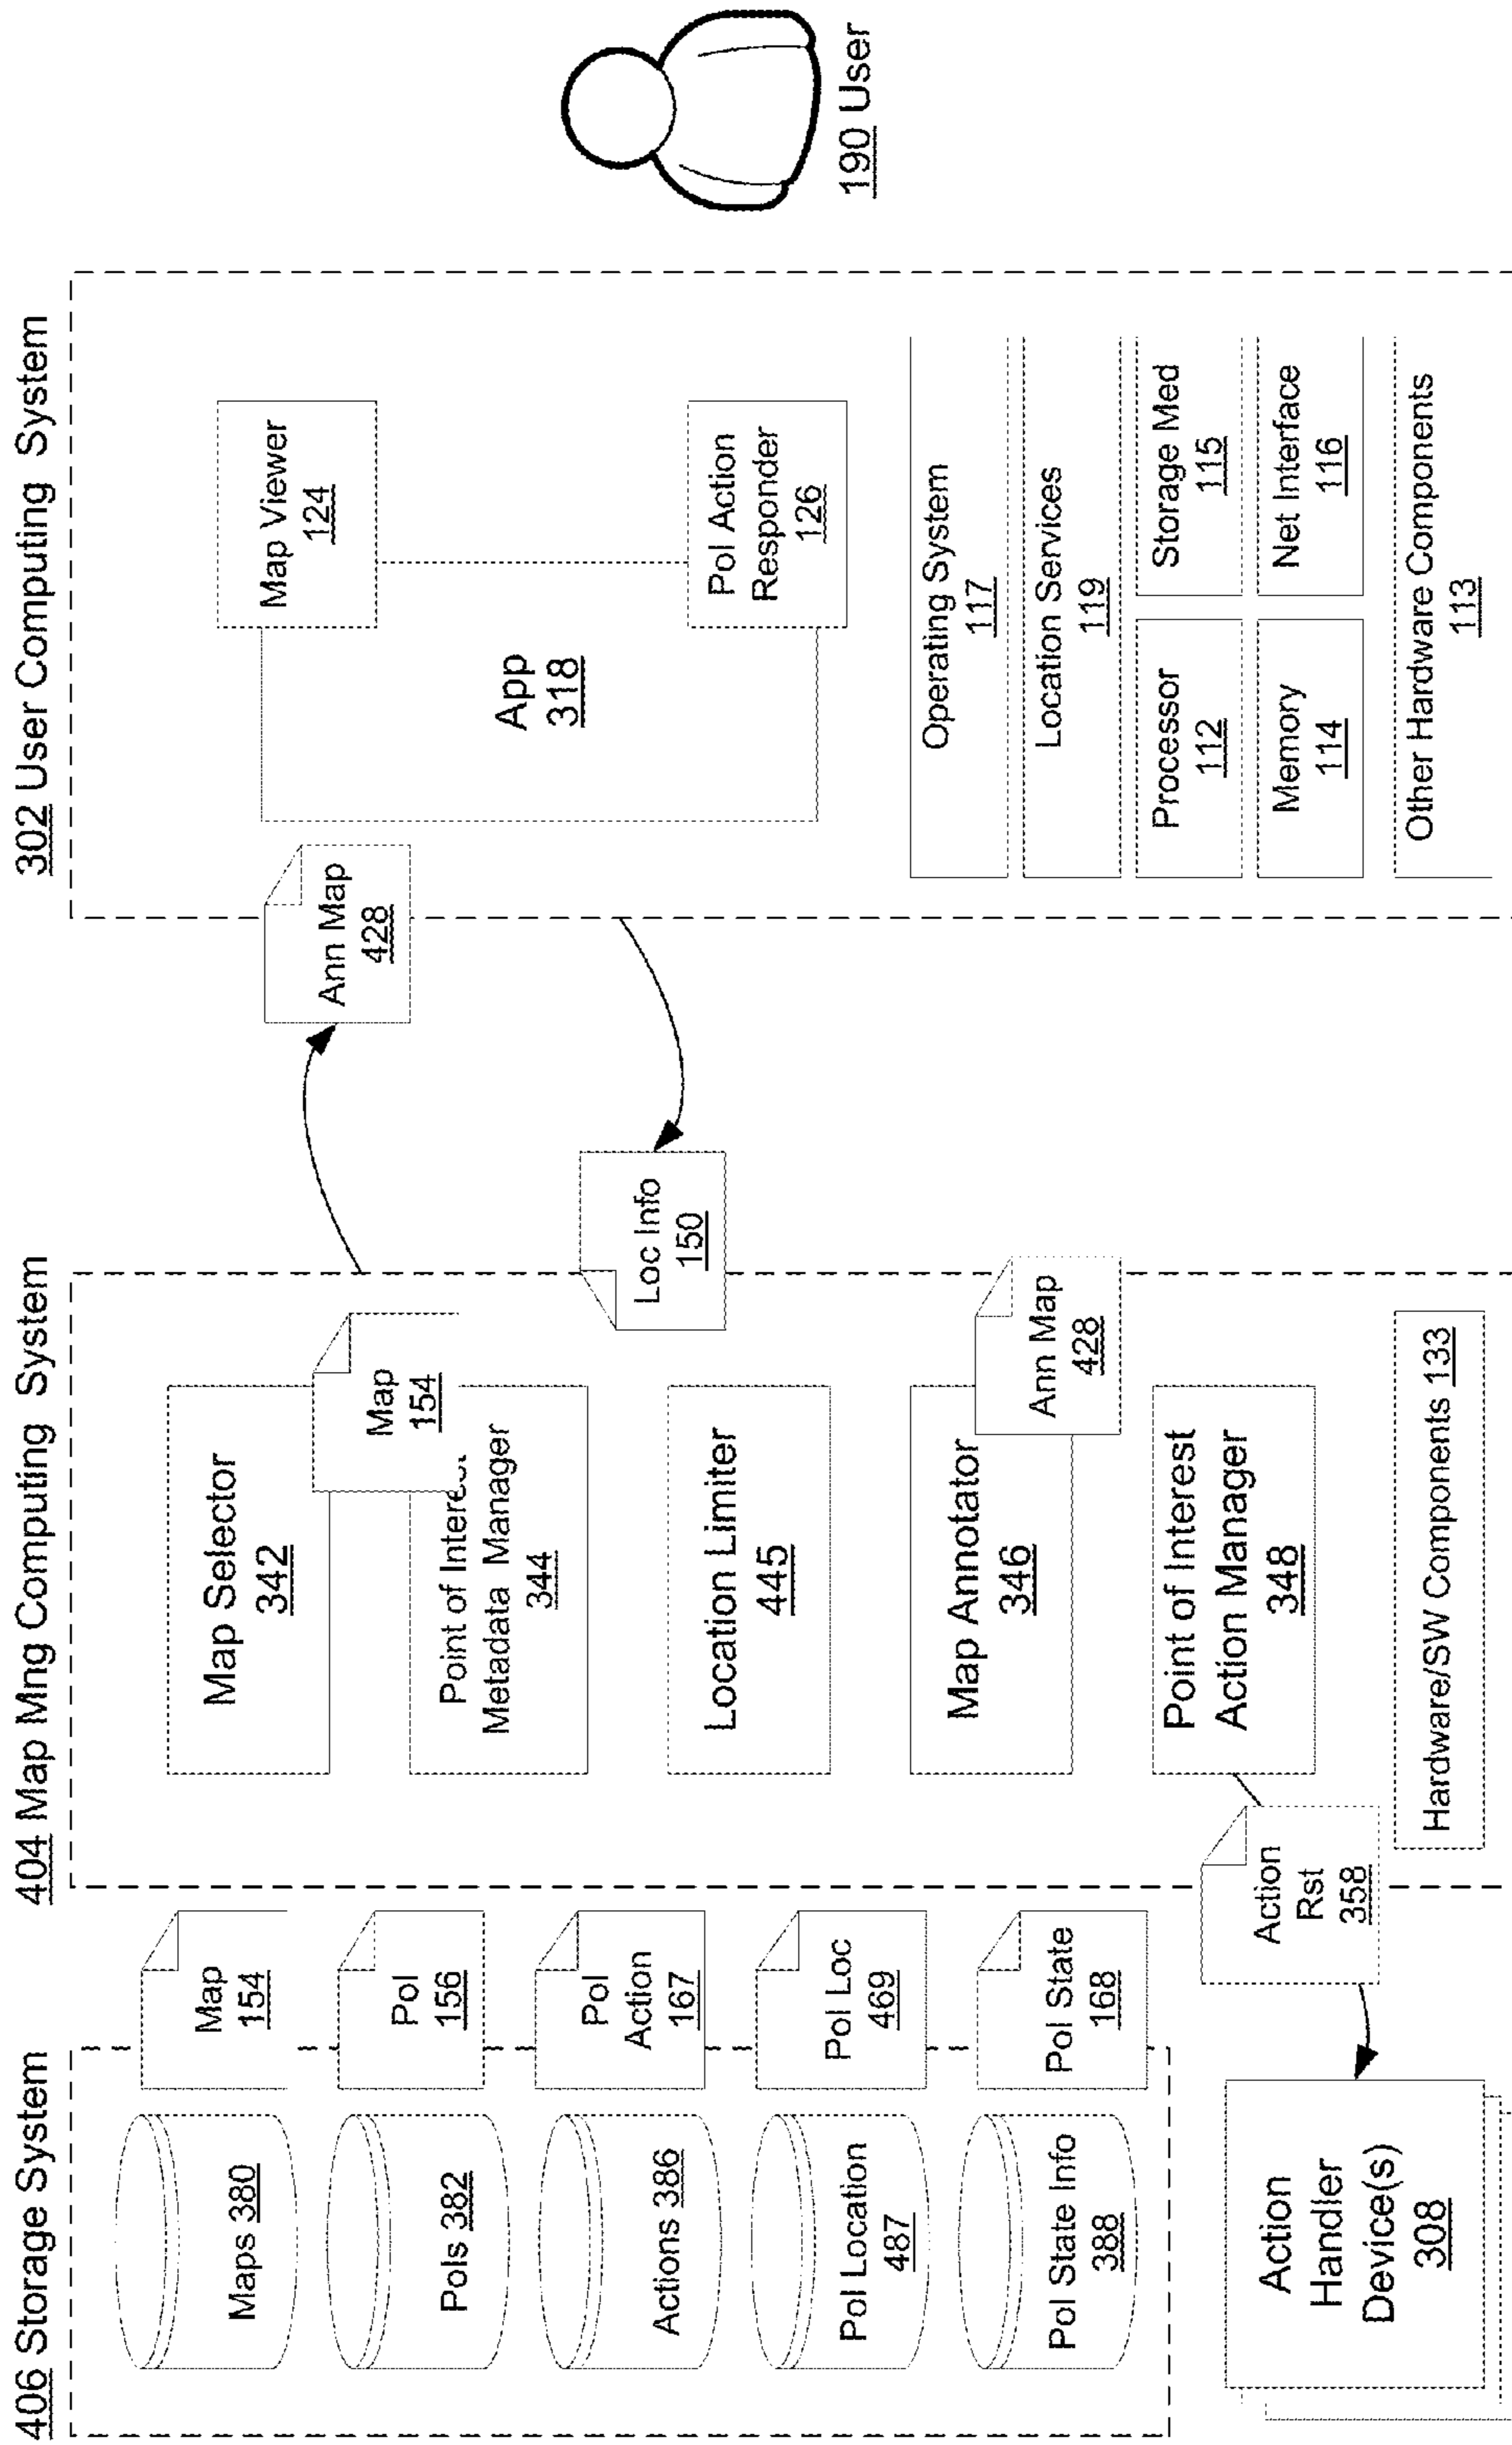 406 Storage System
Maps 380
Map
154
PoIs 382
PoI
156
Actions 386
PoI
Action
167
PoI Location
487
PoI Loc
469
PoI State Info
388
PoI State
168
Action
Handler
Device(s)
308
404 Map Mng Computing System
Map Selector
342
Map
154
Point of Interest
Metadata Manager
344
Location Limiter
445
Map Annotator
346
Ann Map
428
Point of Interest
Action Manager
348
Action
Rst
358
Hardware/SW Components 133
Loc Info
150
Ann Map
428
302 User Computing System
Map Viewer
124
App
318
PoI Action
Responder
126
Operating System
117
Location Services
119
Processor
112
Storage Med
115
Memory
114
Net Interface
116
Other Hardware Components
113
190 User